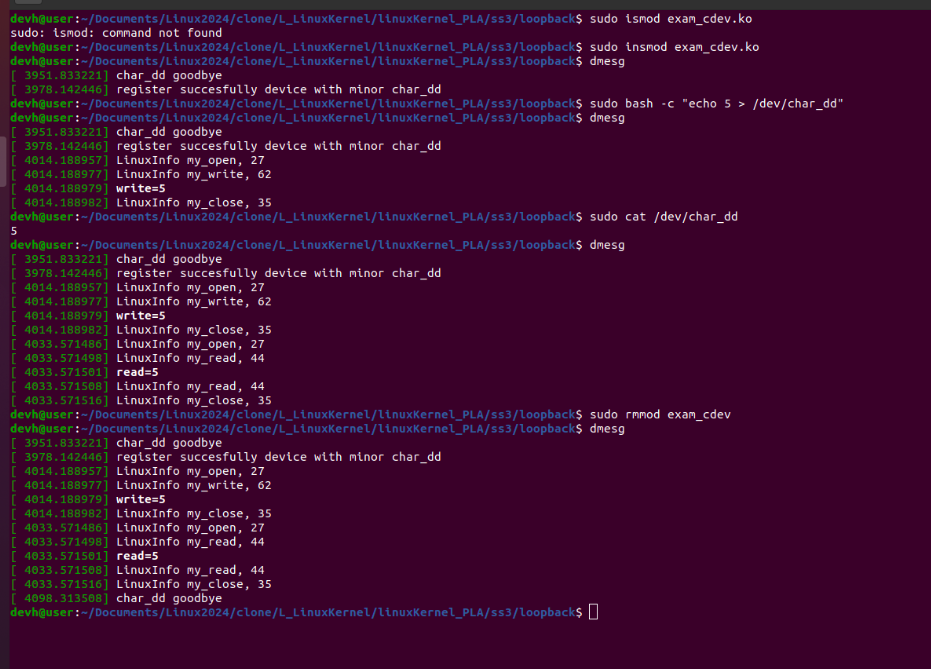 devh@user:~/Documents/Linux2024/clone/L_LinuxKernel/linuxKernel_PLA/ss3/loopback$ sudo ismod exam_cdev.ko
sudo: ismod: command not found
devh@user:~/Documents/Linux2024/clone/L_LinuxKernel/linuxKernel_PLA/ss3/loopback$ sudo insmod exam_cdev.ko
devh@user:~/Documents/Linux2024/clone/L_LinuxKernel/linuxKernel_PLA/ss3/loopback$ dmesg
[ 3951.833221] char_dd goodbye
[ 3978.142446] register succesfully device with minor char_dd
devh@user:~/Documents/Linux2024/clone/L_LinuxKernel/linuxKernel_PLA/ss3/loopback$ sudo bash -c "echo 5 > /dev/char_dd"
devh@user:~/Documents/Linux2024/clone/L_LinuxKernel/linuxKernel_PLA/ss3/loopback$ dmesg
[ 3951.833221] char_dd goodbye
[ 3978.142446] register succesfully device with minor char_dd
[ 4014.188957] LinuxInfo my_open, 27
[ 4014.188977] LinuxInfo my_write, 62
[ 4014.188979] write=5
[ 4014.188982] LinuxInfo my_close, 35
devh@user:~/Documents/Linux2024/clone/L_LinuxKernel/linuxKernel_PLA/ss3/loopback$ sudo cat /dev/char_dd
5
devh@user:~/Documents/Linux2024/clone/L_LinuxKernel/linuxKernel_PLA/ss3/loopback$ dmesg
[ 3951.833221] char_dd goodbye
[ 3978.142446] register succesfully device with minor char_dd
[ 4014.188957] LinuxInfo my_open, 27
[ 4014.188977] LinuxInfo my_write, 62
[ 4014.188979] write=5
[ 4014.188982] LinuxInfo my_close, 35
[ 4033.571486] LinuxInfo my_open, 27
[ 4033.571498] LinuxInfo my_read, 44
[ 4033.571501] read=5
[ 4033.571508] LinuxInfo my_read, 44
[ 4033.571516] LinuxInfo my_close, 35
devh@user:~/Documents/Linux2024/clone/L_LinuxKernel/linuxKernel_PLA/ss3/loopback$ sudo rmmod exam_cdev
devh@user:~/Documents/Linux2024/clone/L_LinuxKernel/linuxKernel_PLA/ss3/loopback$ dmesg
[ 3951.833221] char_dd goodbye
[ 3978.142446] register succesfully device with minor char_dd
[ 4014.188957] LinuxInfo my_open, 27
[ 4014.188977] LinuxInfo my_write, 62
[ 4014.188979] write=5
[ 4014.188982] LinuxInfo my_close, 35
[ 4033.571486] LinuxInfo my_open, 27
[ 4033.571498] LinuxInfo my_read, 44
[ 4033.571501] read=5
[ 4033.571508] LinuxInfo my_read, 44
[ 4033.571516] LinuxInfo my_close, 35
[ 4098.313508] char_dd goodbye
devh@user:~/Documents/Linux2024/clone/L_LinuxKernel/linuxKernel_PLA/ss3/loopback$